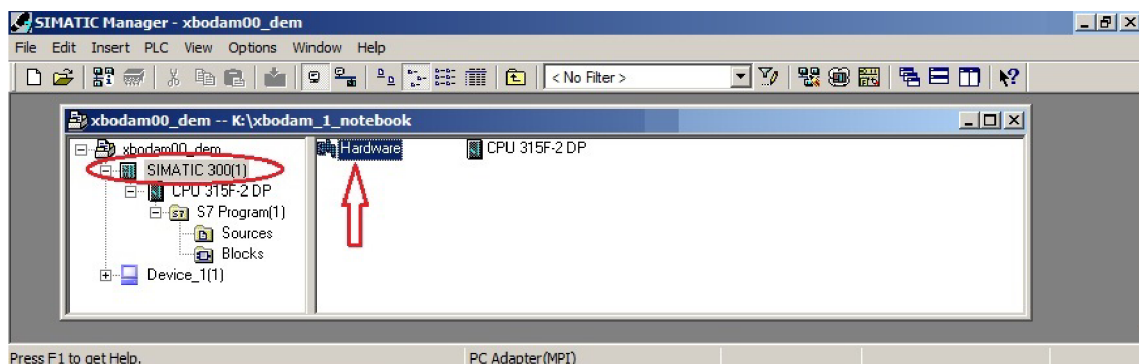 SIMATIC Manager - xbodam00_dem
File Edit Insert PLC View Options Window Help
< No Filter >
xbodam00_dem -- K:\xbodam_1_notebook
xbodam00_dem
SIMATIC 300(1)
CPU 315F-2 DP
S7 Program(1)
Sources
Blocks
Device_1(1)
Hardware
CPU 315F-2 DP
Press F1 to get Help.
PC Adapter(MPI)